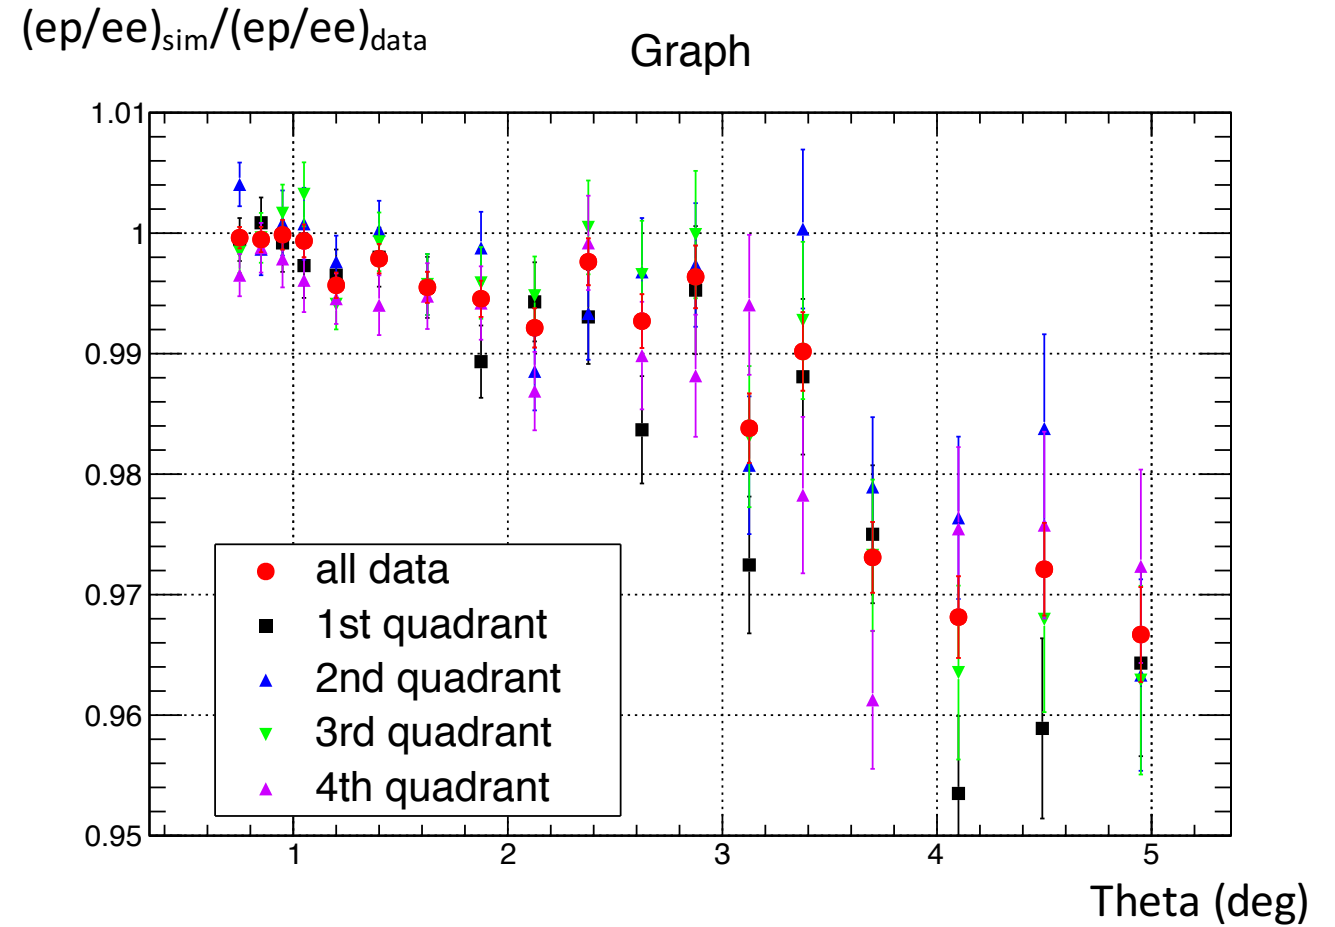 (ep/ee)sim/(ep/ee)data
Graph
1.01
1
0.99
0.98
0.97
0.96
0.95
all data
1st quadrant
2nd quadrant
3rd quadrant
4th quadrant
1 2 3 4 5
Theta (deg)